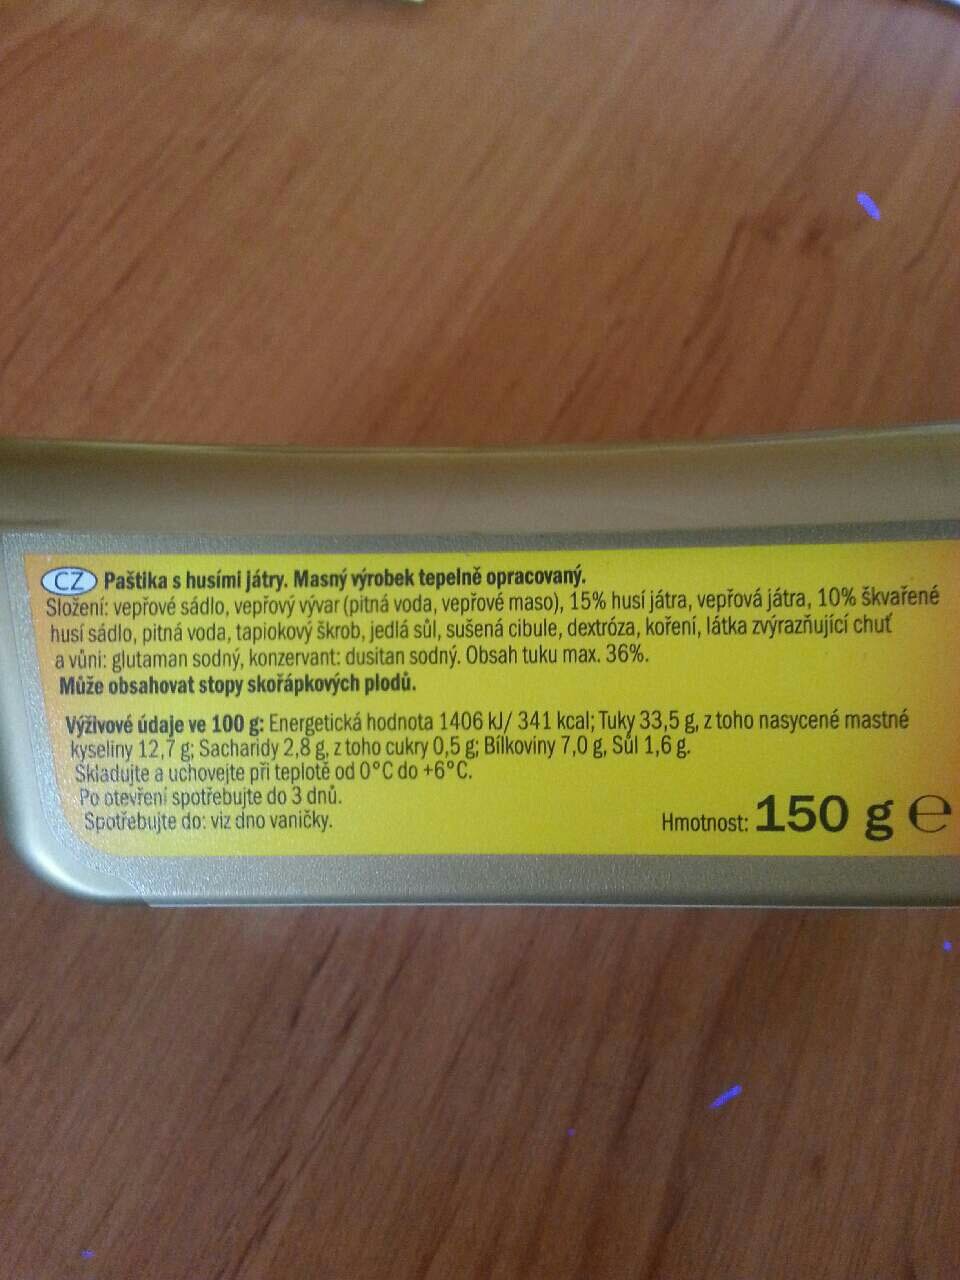 CZ Paštika s husími játry. Masný výrobek tepelně opracovaný.
Složení: vepřové sádlo, vepřový vývar (pitná voda, vepřové maso), 15% husí játra, vepřová játra, 10% škvařené
husí sádlo, pitná voda, tapiokový škrob, jedlá sůl, sušená cibule, dextróza, koření, látka zvýrazňující chuť
a vůni: glutaman sodný, konzervant: dusitan sodný. Obsah tuku max. 36%.
Může obsahovat stopy skořápkových plodů.
Výživové údaje ve 100 g: Energetická hodnota 1406 kJ/ 341 kcal; Tuky 33,5 g, z toho nasycené mastné
kyseliny 12,7 g; Sacharidy 2,8 g, z toho cukry 0,5 g; Bílkoviny 7,0 g, Sůl 1,6 g.
Skladujte a uchovejte při teplotě od 0°C do +6°C.
Po otevření spotřebujte do 3 dnů.
Spotřebujte do: viz dno vaničky.
Hmotnost: 150 g ℮